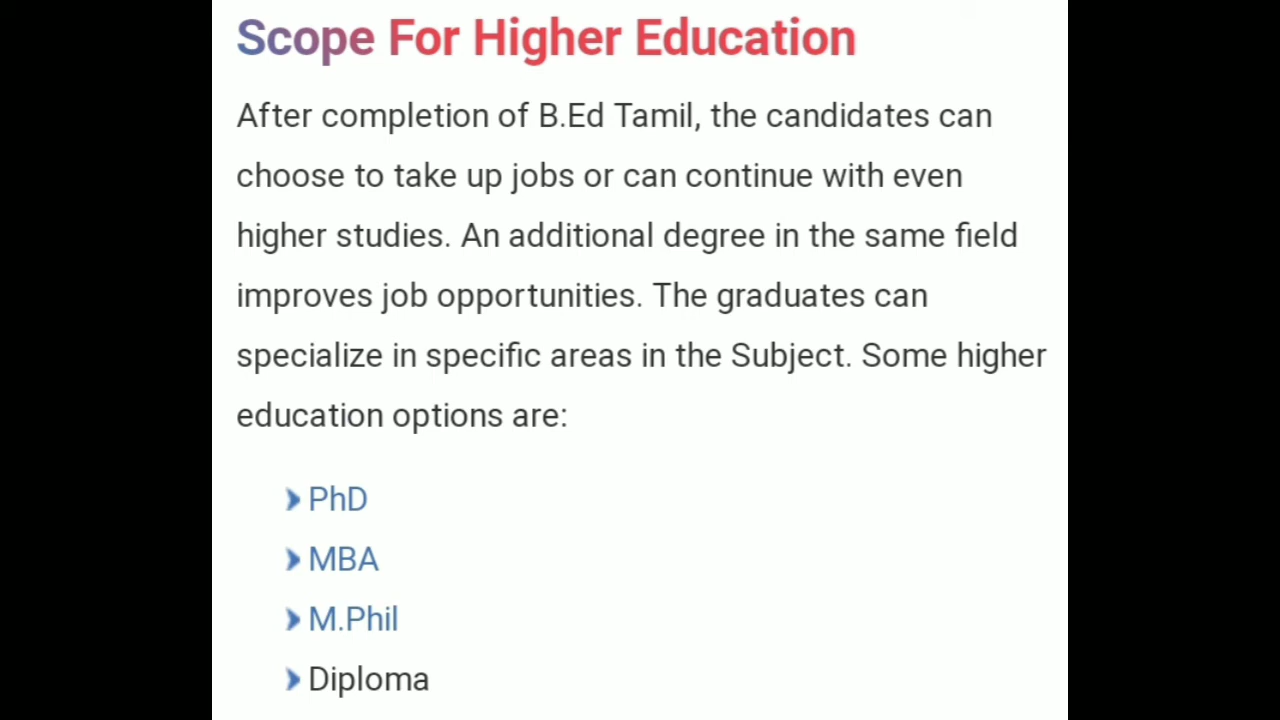 Scope For Higher Education
After completion of B.Ed Tamil, the candidates can
choose to take up jobs or can continue with even
higher studies. An additional degree in the same field
improves job opportunities. The graduates can
specialize in specific areas in the Subject. Some higher
education options are:
PhD
MBA
M.Phil
Diploma